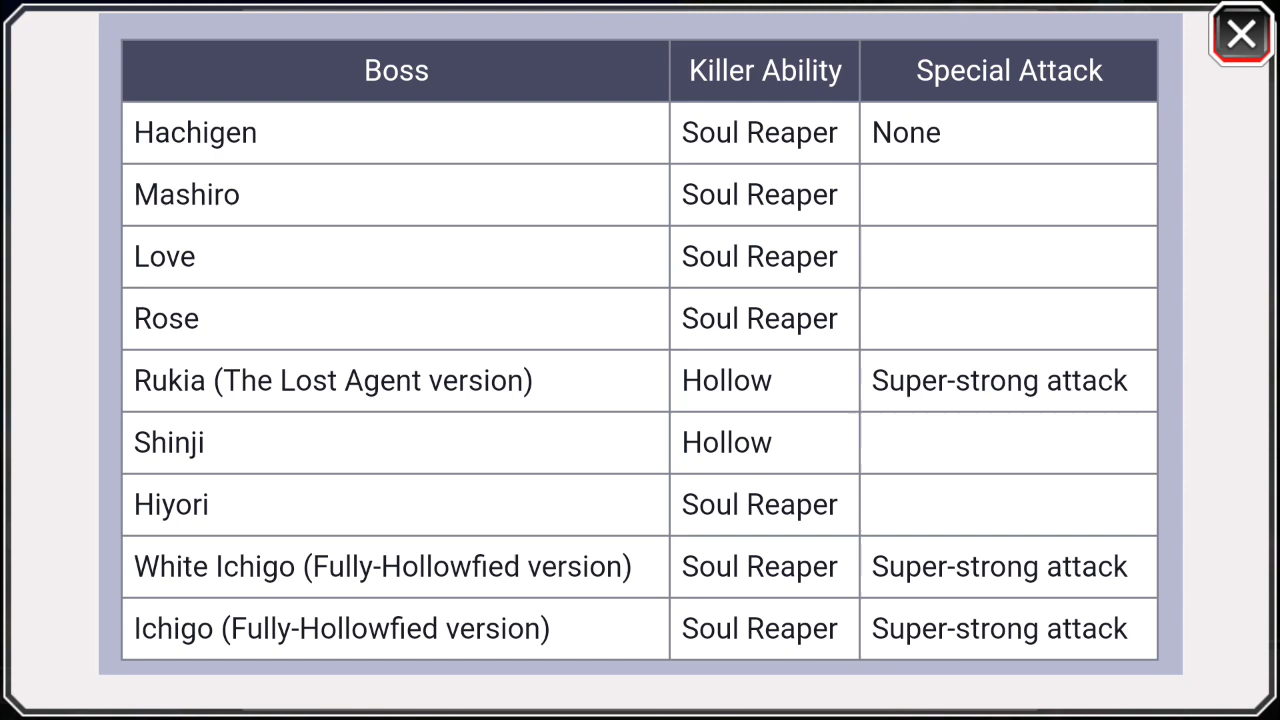 Boss Killer Ability Special Attack
Hachigen Soul Reaper None
Mashiro Soul Reaper
Love Soul Reaper
Rose Soul Reaper
Rukia (The Lost Agent version) Hollow Super-strong attack
Shinji Hollow
Hiyori Soul Reaper
White Ichigo (Fully-Hollowfied version) Soul Reaper Super-strong attack
Ichigo (Fully-Hollowfied version) Soul Reaper Super-strong attack